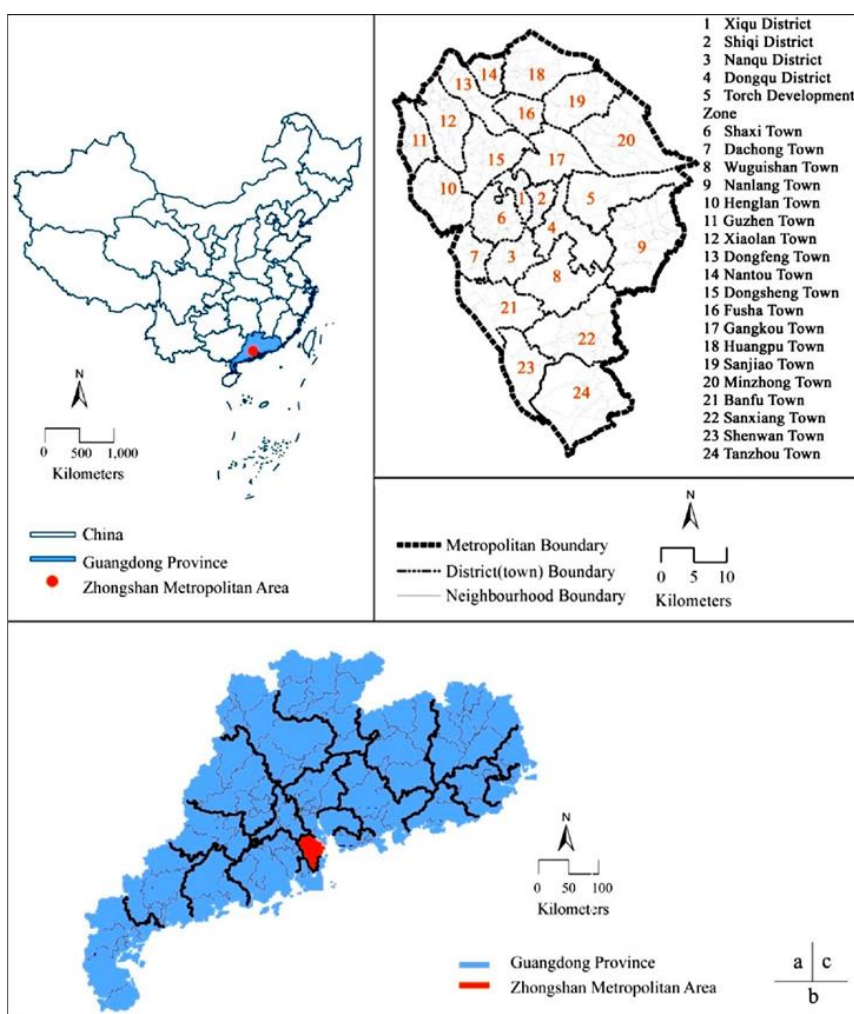 N
0 500 1,000
Kilometers
China
Guangdong Province
Zhongshan Metropolitan Area
14
18
13
19
12
16
11
20
15
17
10
1
2
5
6
4
9
7
3
8
21
22
23
24
1 Xiqu District
2 Shiqi District
3 Nanqu District
4 Dongqu District
5 Torch Development
Zone
6 Shaxi Town
7 Dachong Town
8 Wuguishan Town
9 Nanlang Town
10 Henglan Town
11 Guzhen Town
12 Xiaolan Town
13 Dongfeng Town
14 Nantou Town
15 Dongsheng Town
16 Fusha Town
17 Gangkou Town
18 Huangpu Town
19 Sanjiao Town
20 Minzhong Town
21 Banfu Town
22 Sanxiang Town
23 Shenwan Town
24 Tanzhou Town
Metropolitan Boundary
District(town) Boundary
Neighbourhood Boundary
N
0 5 10
Kilometers
N
0 50 100
Kilometers
Guangdong Province
Zhongshan Metropolitan Area
a c
b